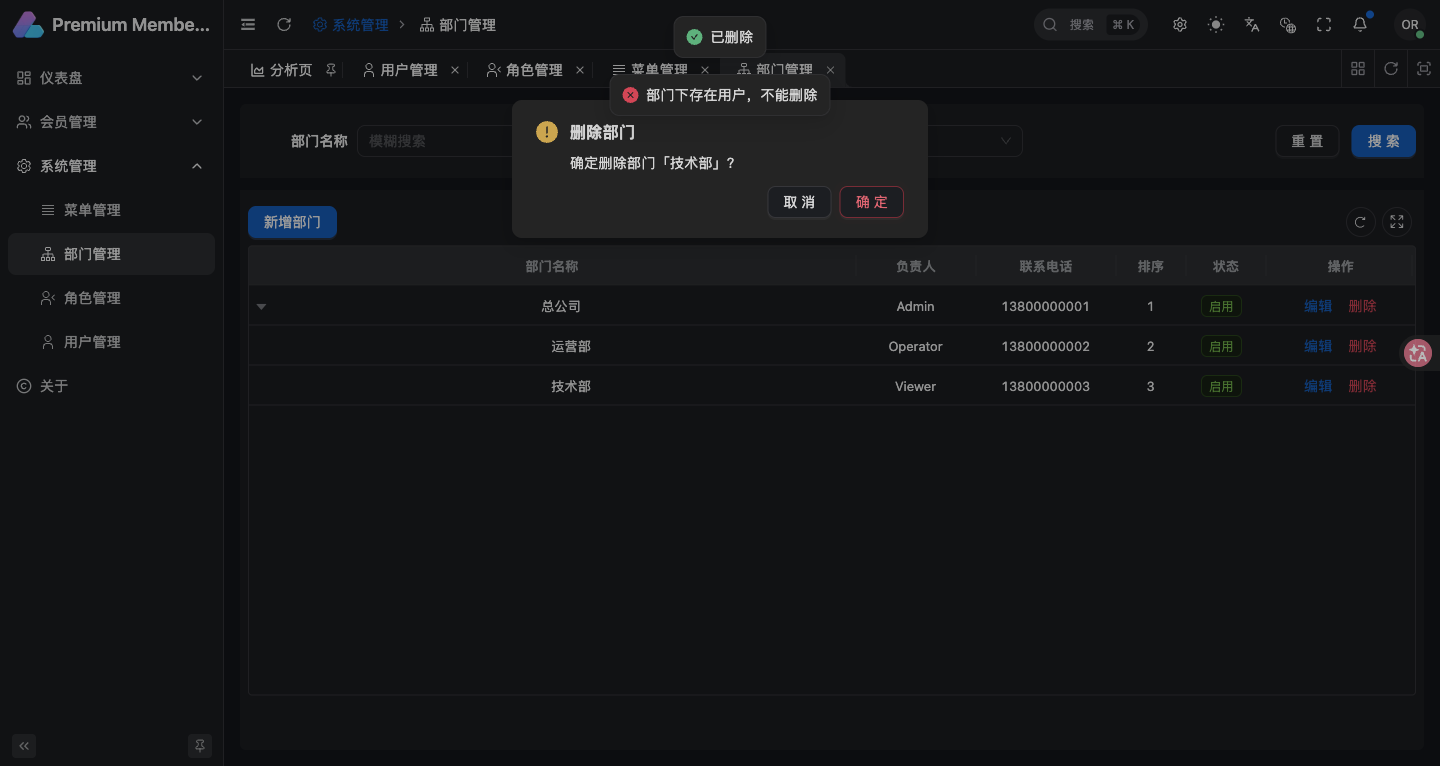 Premium Membe...
系统管理
部门管理
搜索
⌘ K
OR
已删除
仪表盘
会员管理
系统管理
菜单管理
部门管理
角色管理
用户管理
关于
分析页
用户管理
角色管理
菜单管理
部门管理
部门下存在用户，不能删除
部门名称
模糊搜索
重 置
搜 索
删除部门
确定删除部门「技术部」?
取 消
确 定
新增部门
部门名称 负责人 联系电话 排序 状态 操作
总公司 Admin 13800000001 1 启用 编辑 删除
运营部 Operator 13800000002 2 启用 编辑 删除
技术部 Viewer 13800000003 3 启用 编辑 删除